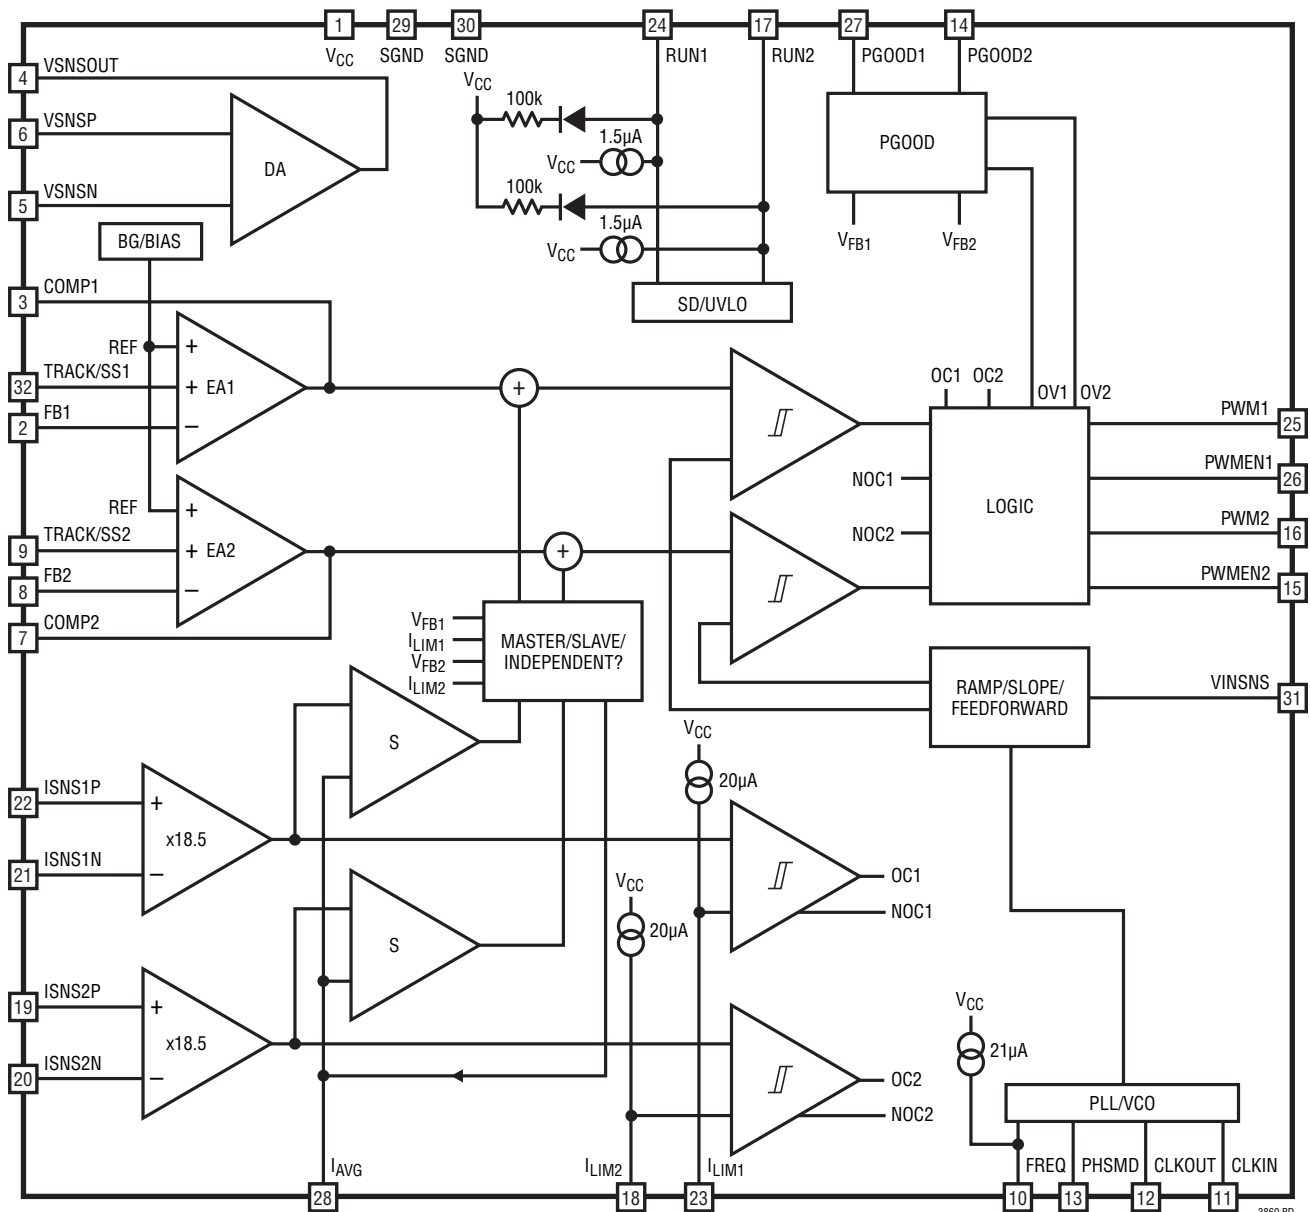 1
29
30
24
17
27
14
VCC
SGND
SGND
RUN1
RUN2
PGOOD1
PGOOD2
4
VSNSOUT
6
VSNSP
5
VSNSN
DA
BG/BIAS
VCC
100k
1.5µA
VCC
100k
1.5µA
VCC
SD/UVLO
PGOOD
VFB1
VFB2
3
COMP1
REF
+
32
TRACK/SS1
+ EA1
2
FB1
–
REF
+
9
TRACK/SS2
+ EA2
8
FB2
–
7
COMP2
+
+
OC1
OC2
OV1
OV2
NOC1
NOC2
LOGIC
PWM1
25
PWMEN1
26
PWM2
16
PWMEN2
15
VFB1
ILIM1
VFB2
ILIM2
MASTER/SLAVE/
INDEPENDENT?
RAMP/SLOPE/
FEEDFORWARD
VINSNS
31
S
VCC
20µA
22
ISNS1P
+
x18.5
21
ISNS1N
–
OC1
NOC1
VCC
20µA
S
19
ISNS2P
+
x18.5
20
ISNS2N
–
OC2
NOC2
VCC
21µA
PLL/VCO
IAVG
ILIM2
ILIM1
FREQ
PHSMD
CLKOUT
CLKIN
28
18
23
10
13
12
11
3860 BD